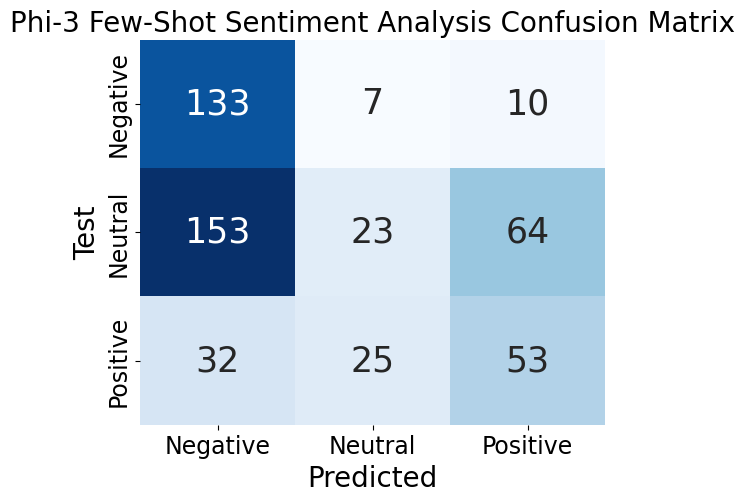 Phi-3 Few-Shot Sentiment Analysis Confusion Matrix
Negative
133 7 10
Test
Neutral
153 23 64
Positive
32 25 53
Negative Neutral Positive
Predicted